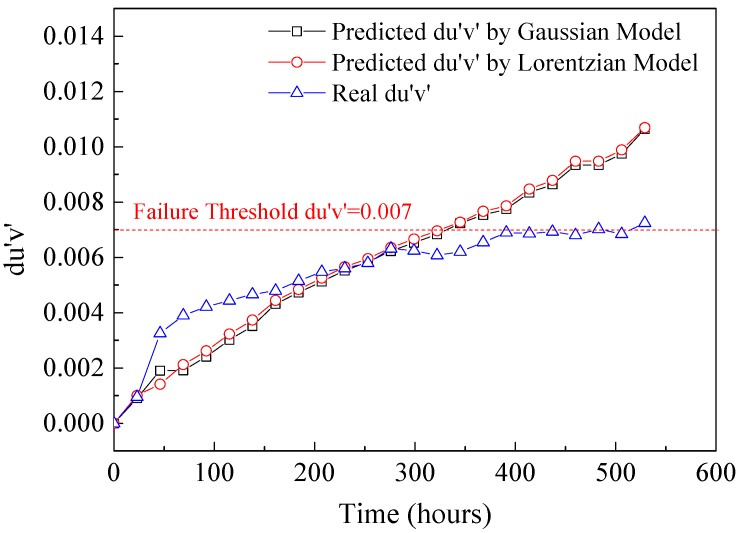 Predicted du'v' by Gaussian Model
Predicted du'v' by Lorentzian Model
Real du'v'
Failure Threshold du'v'=0.007
0.014
0.012
0.010
0.008
0.006
0.004
0.002
0.000
du'v'
0 100 200 300 400 500 600
Time (hours)